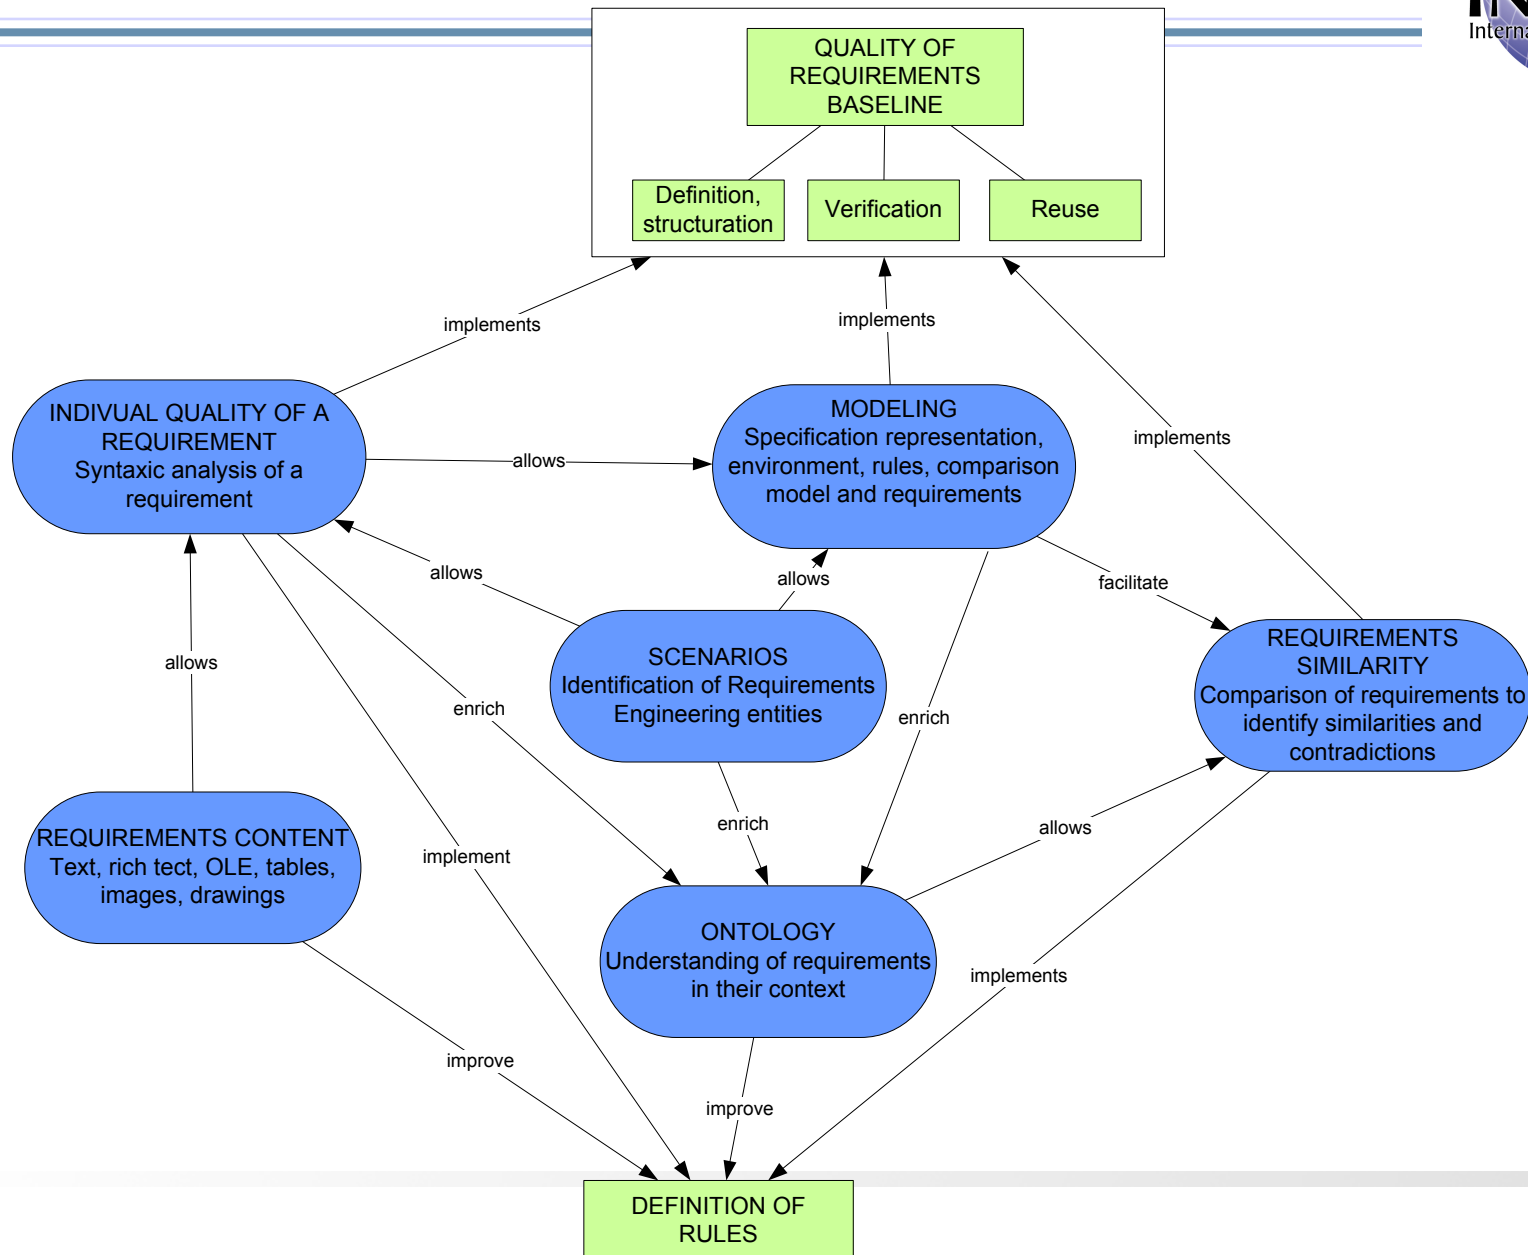 Interna
QUALITY OF
REQUIREMENTS
BASELINE
Definition,
structuration
Verification
Reuse
implements
implements
implements
INDIVUAL QUALITY OF A
REQUIREMENT
Syntaxic analysis of a
requirement
allows
MODELING
Specification representation,
environment, rules, comparison
model and requirements
allows
allows
facilitate
allows
SCENARIOS
Identification of Requirements
Engineering entities
REQUIREMENTS
SIMILARITY
Comparison of requirements to
identify similarities and
contradictions
enrich
enrich
enrich
REQUIREMENTS CONTENT
Text, rich tect, OLE, tables,
images, drawings
implement
allows
ONTOLOGY
Understanding of requirements
in their context
implements
improve
improve
DEFINITION OF
RULES